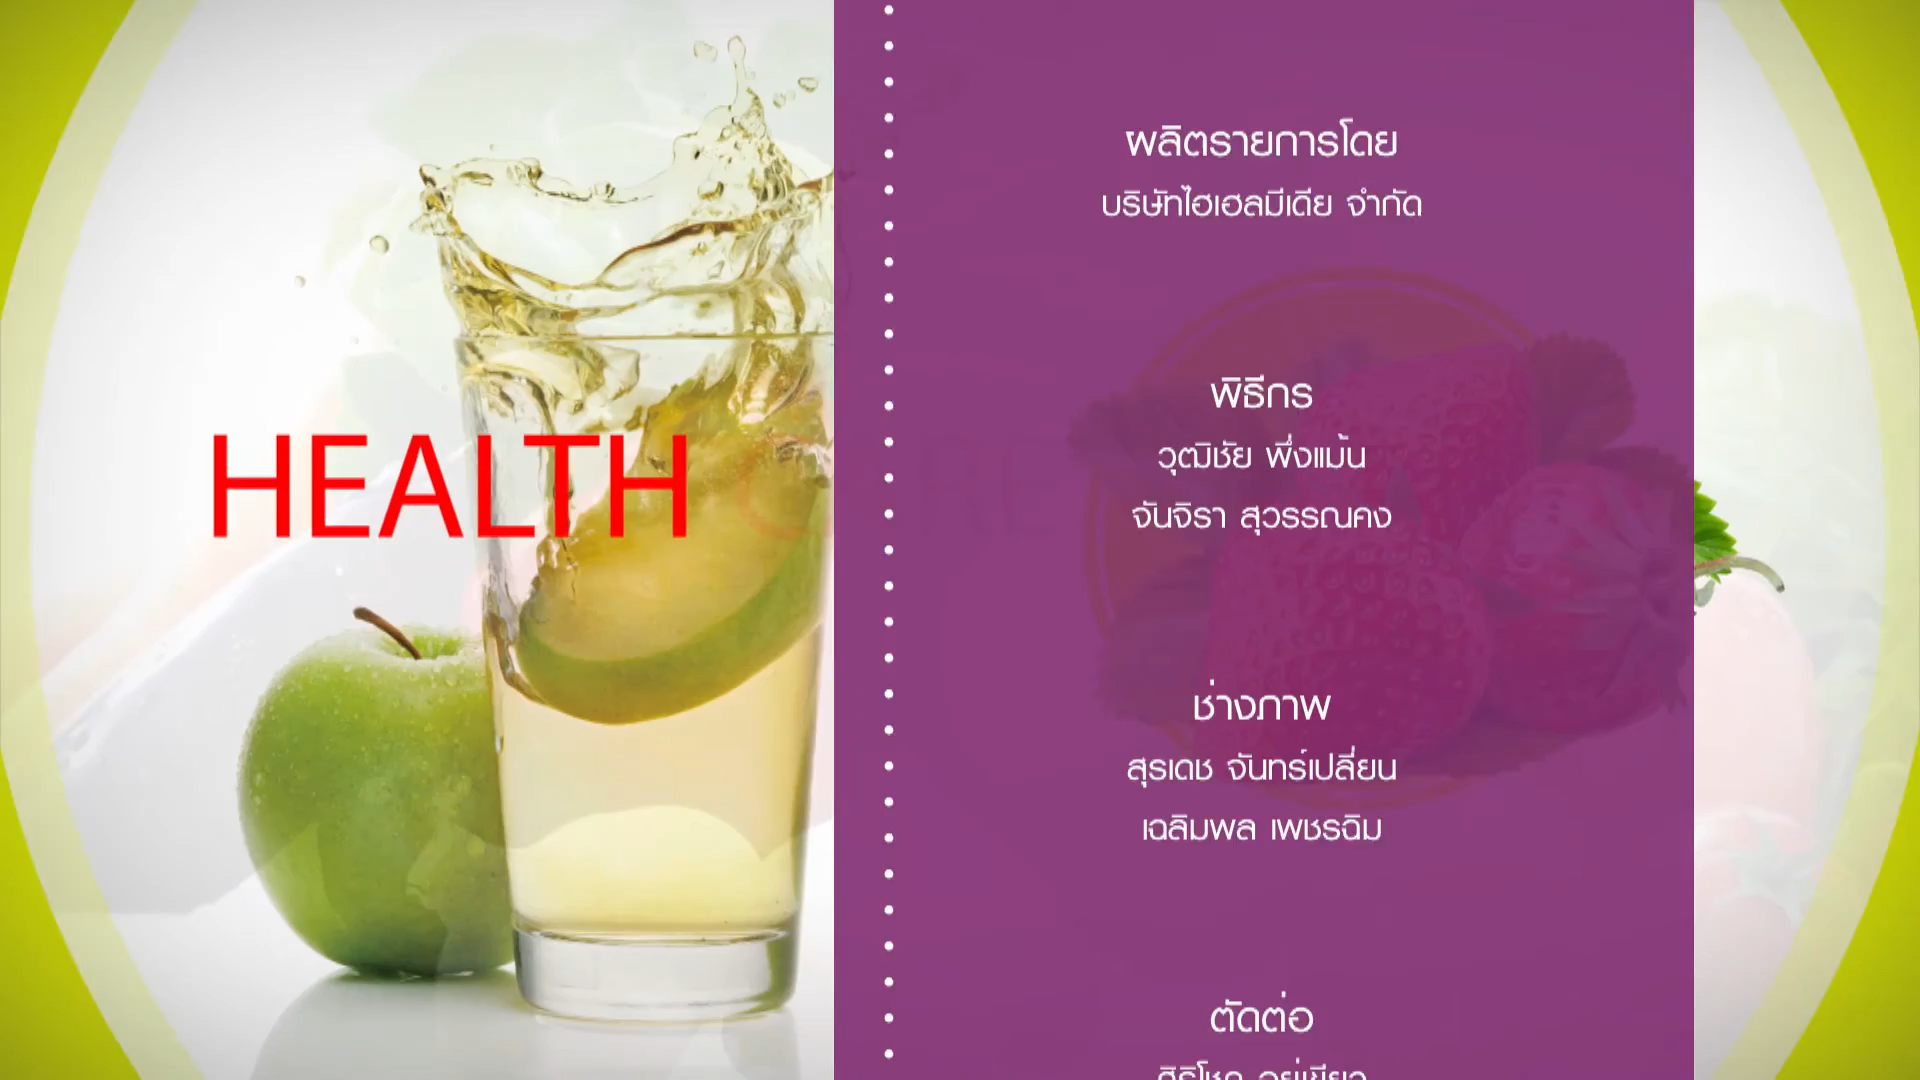 HEALTH
ผลิตรายการโดย
บริษัทไฮเฮลมีเดีย จำกัด
พิธีกร
วุฒิชัย พึ่งแม้น
จันจิรา สุวรรณคง
ช่างภาพ
สุรเดช จันทร์เปลี่ยน
เฉลิมพล เพชรฉิม
ตัดต่อ